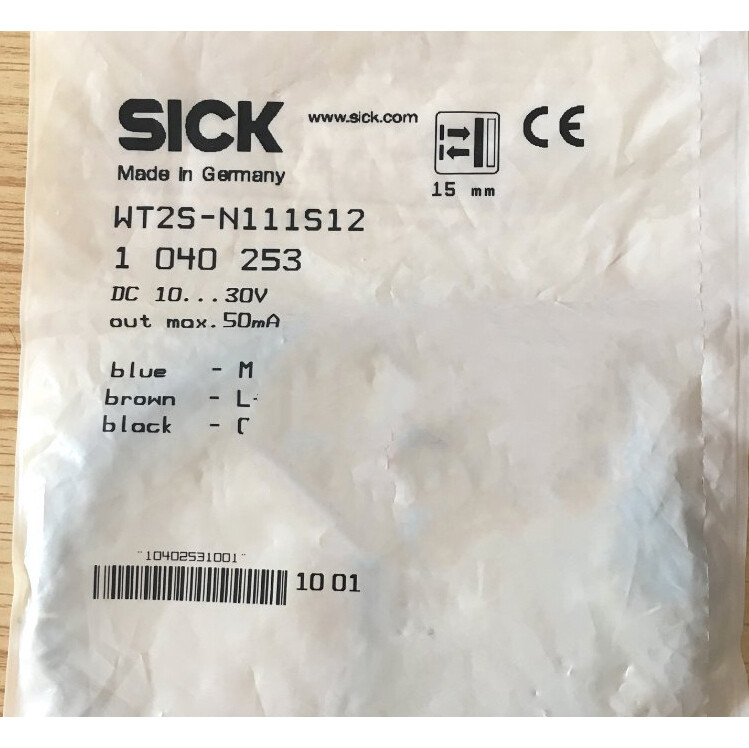 SICK www.sick.com CE
Made in Germany
15 mm
WT2S-N111S12
1 040 253
DC 10...30V
out max.50mA
blue - M
brown - L
black -
"10402531001"
10 01